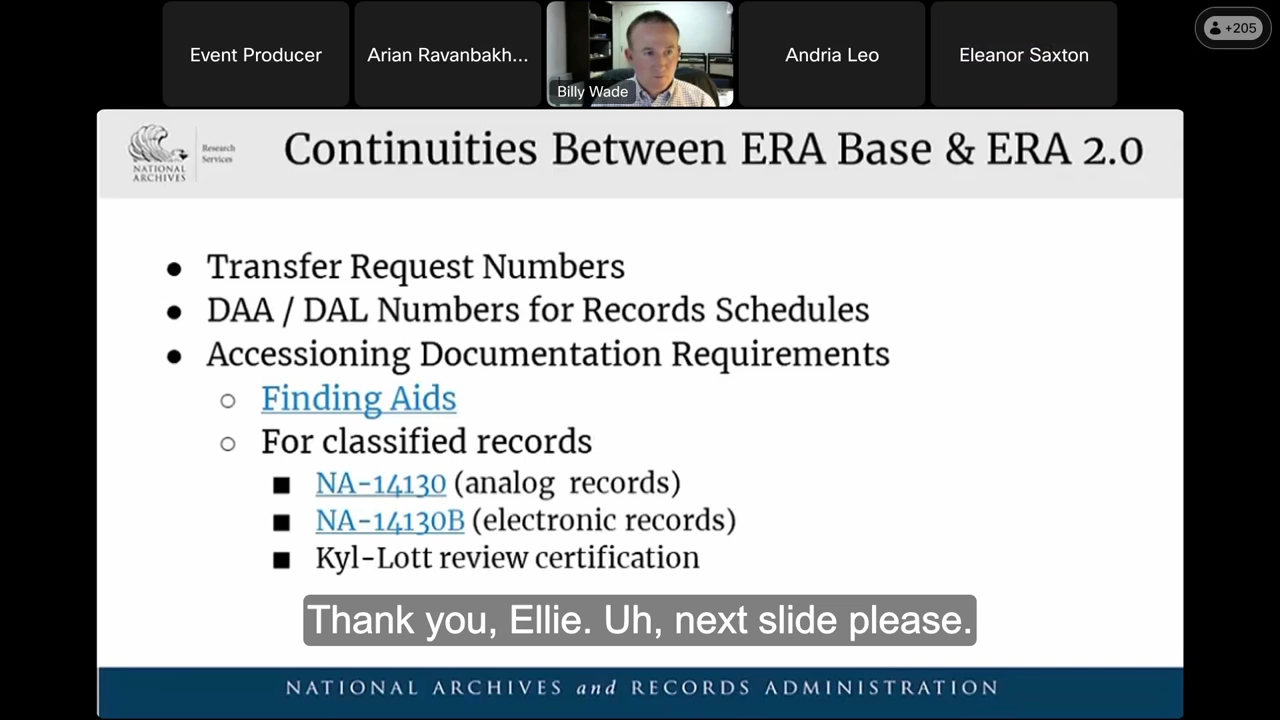 Event Producer
Arian Ravanbakh...
Billy Wade
Andria Leo
Eleanor Saxton
+205
NATIONAL
ARCHIVES
Research
Services
Continuities Between ERA Base & ERA 2.0
● Transfer Request Numbers
● DAA / DAL Numbers for Records Schedules
● Accessioning Documentation Requirements
○ Finding Aids
○ For classified records
■ NA-14130 (analog records)
■ NA-14130B (electronic records)
■ Kyl-Lott review certification
Thank you, Ellie. Uh, next slide please.
NATIONAL ARCHIVES and RECORDS ADMINISTRATION